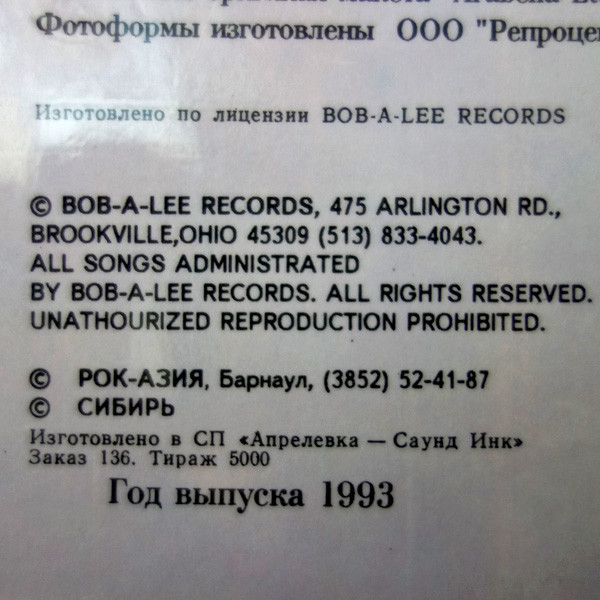 Фотоформы изготовлены ООО "Репроцен
Изготовлено по лицензии BOB-A-LEE RECORDS
© BOB-A-LEE RECORDS, 475 ARLINGTON RD.,
BROOKVILLE,OHIO 45309 (513) 833-4043.
ALL SONGS ADMINISTRATED
BY BOB-A-LEE RECORDS. ALL RIGHTS RESERVED.
UNATHOURIZED REPRODUCTION PROHIBITED.
© РОК-АЗИЯ, Барнаул, (3852) 52-41-87
© СИБИРЬ
Изготовлено в СП «Апрелевка — Саунд Инк»
Заказ 136. Тираж 5000
Год выпуска 1993